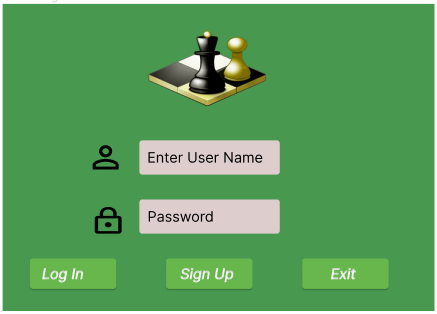 Enter User Name
Password
Log In
Sign Up
Exit